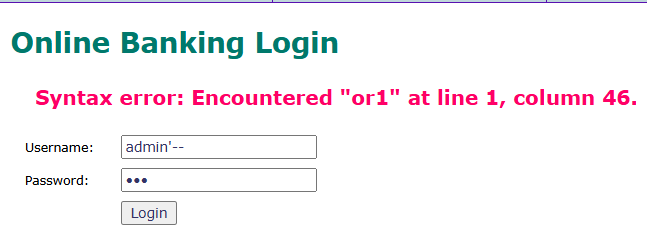 Online Banking Login
Syntax error: Encountered "or1" at line 1, column 46.
Username: admin'--
Password: •••
Login